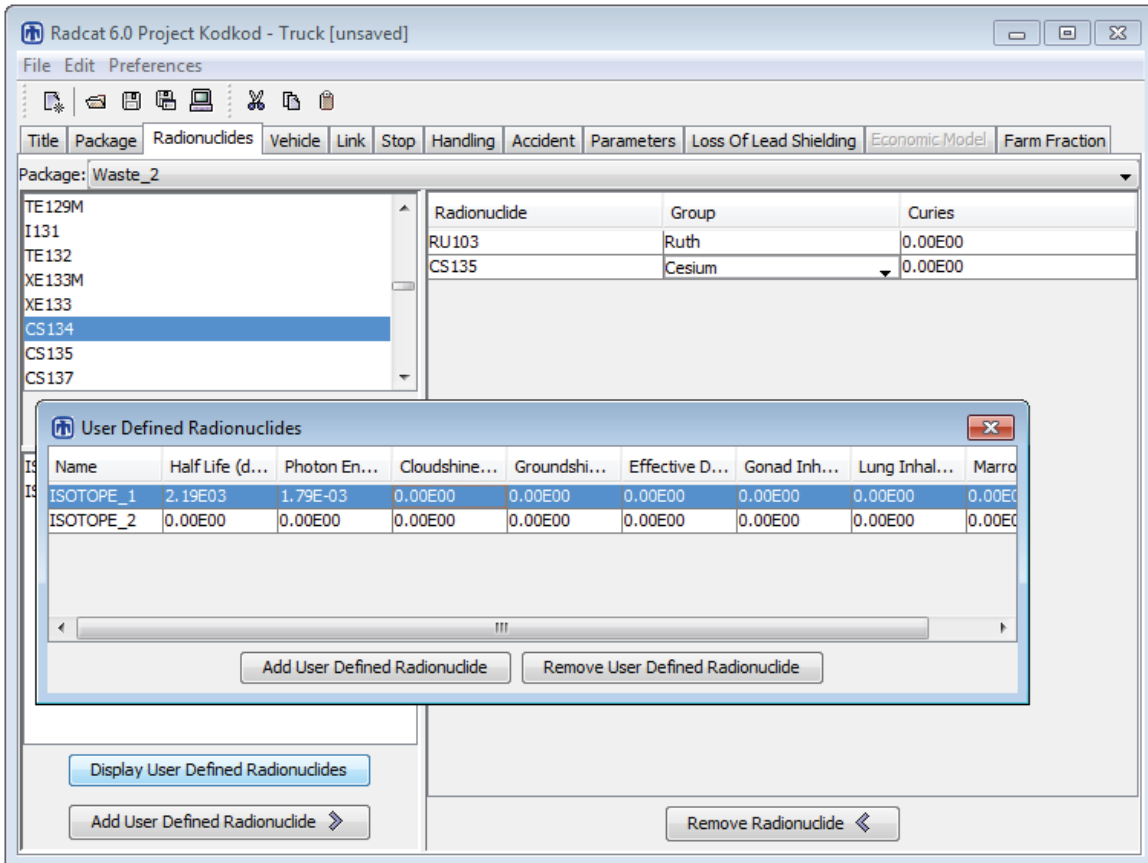 Radcat 6.0 Project Kodkod - Truck [unsaved]
File Edit Preferences
Title Package Radionuclides Vehicle Link Stop Handling Accident Parameters Loss Of Lead Shielding Economic Model Farm Fraction
Package: Waste_2
TE129M
I131
TE132
XE133M
XE133
CS134
CS135
CS137
Radionuclide Group Curies
RU103 Ruth 0.00E00
CS135 Cesium 0.00E00
User Defined Radionuclides
Name Half Life (d... Photon En... Cloudshine... Groundshi... Effective D... Gonad Inh... Lung Inhal... Marro
ISOTOPE_1 2.19E03 1.79E-03 0.00E00 0.00E00 0.00E00 0.00E00 0.00E00
ISOTOPE_2 0.00E00 0.00E00 0.00E00 0.00E00 0.00E00 0.00E00 0.00E00
Add User Defined Radionuclide Remove User Defined Radionuclide
Display User Defined Radionuclides
Add User Defined Radionuclide
Remove Radionuclide